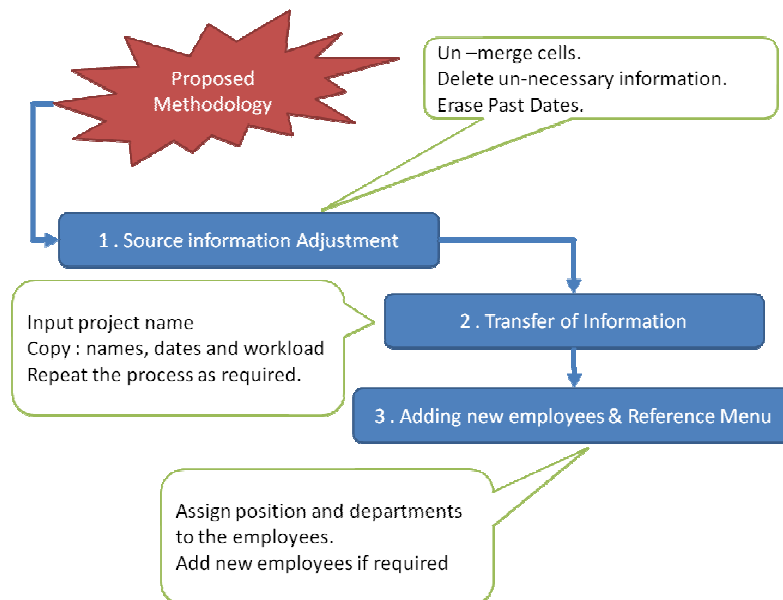 Proposed
Methodology
Un –merge cells.
Delete un-necessary information.
Erase Past Dates.
1 . Source information Adjustment
Input project name
Copy : names, dates and workload
Repeat the process as required.
2 . Transfer of Information
3 . Adding new employees & Reference Menu
Assign position and departments
to the employees.
Add new employees if required